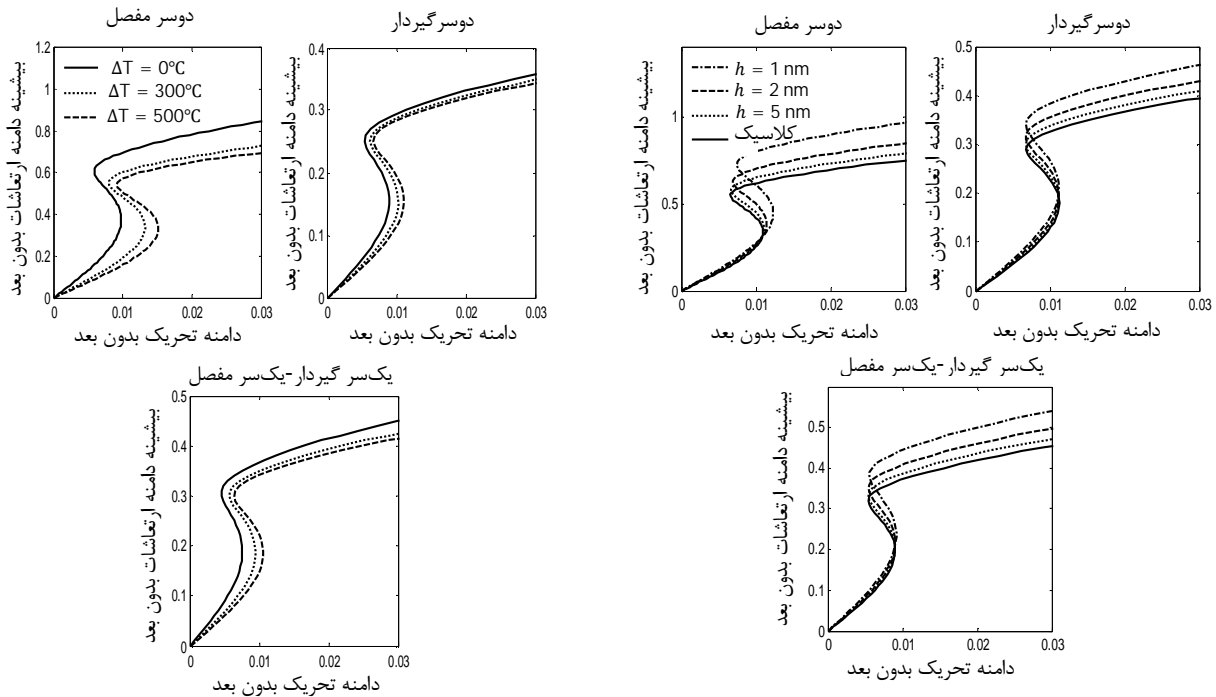 دوسر مفصل
بیشینه دامنه ارتعاشات بدون بعد
1.2
1
0.8
0.6
0.4
0.2
0
ΔT = 0℃
ΔT = 300℃
ΔT = 500℃
0 0.01 0.02 0.03
دامنه تحریک بدون بعد
دوسرگیردار
بیشینه دامنه ارتعاشات بدون بعد
0.4
0.3
0.2
0.1
0
0 0.01 0.02 0.03
دامنه تحریک بدون بعد
یک‌سر گیردار-یک‌سر مفصل
بیشینه دامنه ارتعاشات بدون بعد
0.5
0.4
0.3
0.2
0.1
0
0 0.01 0.02 0.03
دامنه تحریک بدون بعد
دوسر مفصل
بیشینه دامنه ارتعاشات بدون بعد
1
0.5
0
h = 1 nm
h = 2 nm
h = 5 nm
کلاسیک
0 0.01 0.02 0.03
دامنه تحریک بدون بعد
دوسرگیردار
بیشینه دامنه ارتعاشات بدون بعد
0.5
0.4
0.3
0.2
0.1
0
0 0.01 0.02 0.03
دامنه تحریک بدون بعد
یک‌سر گیردار-یک‌سر مفصل
بیشینه دامنه ارتعاشات بدون بعد
0.5
0.4
0.3
0.2
0.1
0
0 0.01 0.02 0.03
دامنه تحریک بدون بعد